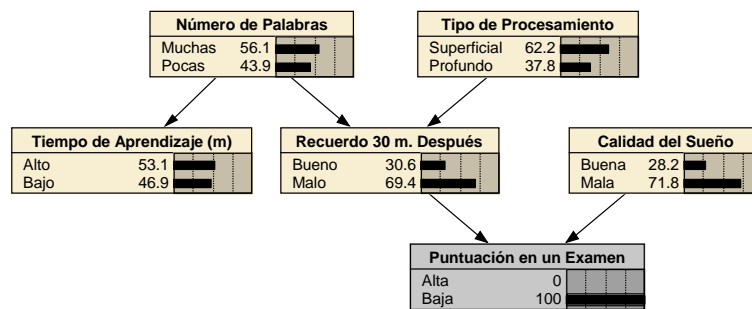 Número de Palabras
Muchas 56.1
Pocas 43.9
Tipo de Procesamiento
Superficial 62.2
Profundo 37.8
Tiempo de Aprendizaje (m)
Alto 53.1
Bajo 46.9
Recuerdo 30 m. Después
Bueno 30.6
Malo 69.4
Calidad del Sueño
Buena 28.2
Mala 71.8
Puntuación en un Examen
Alta 0
Baja 100